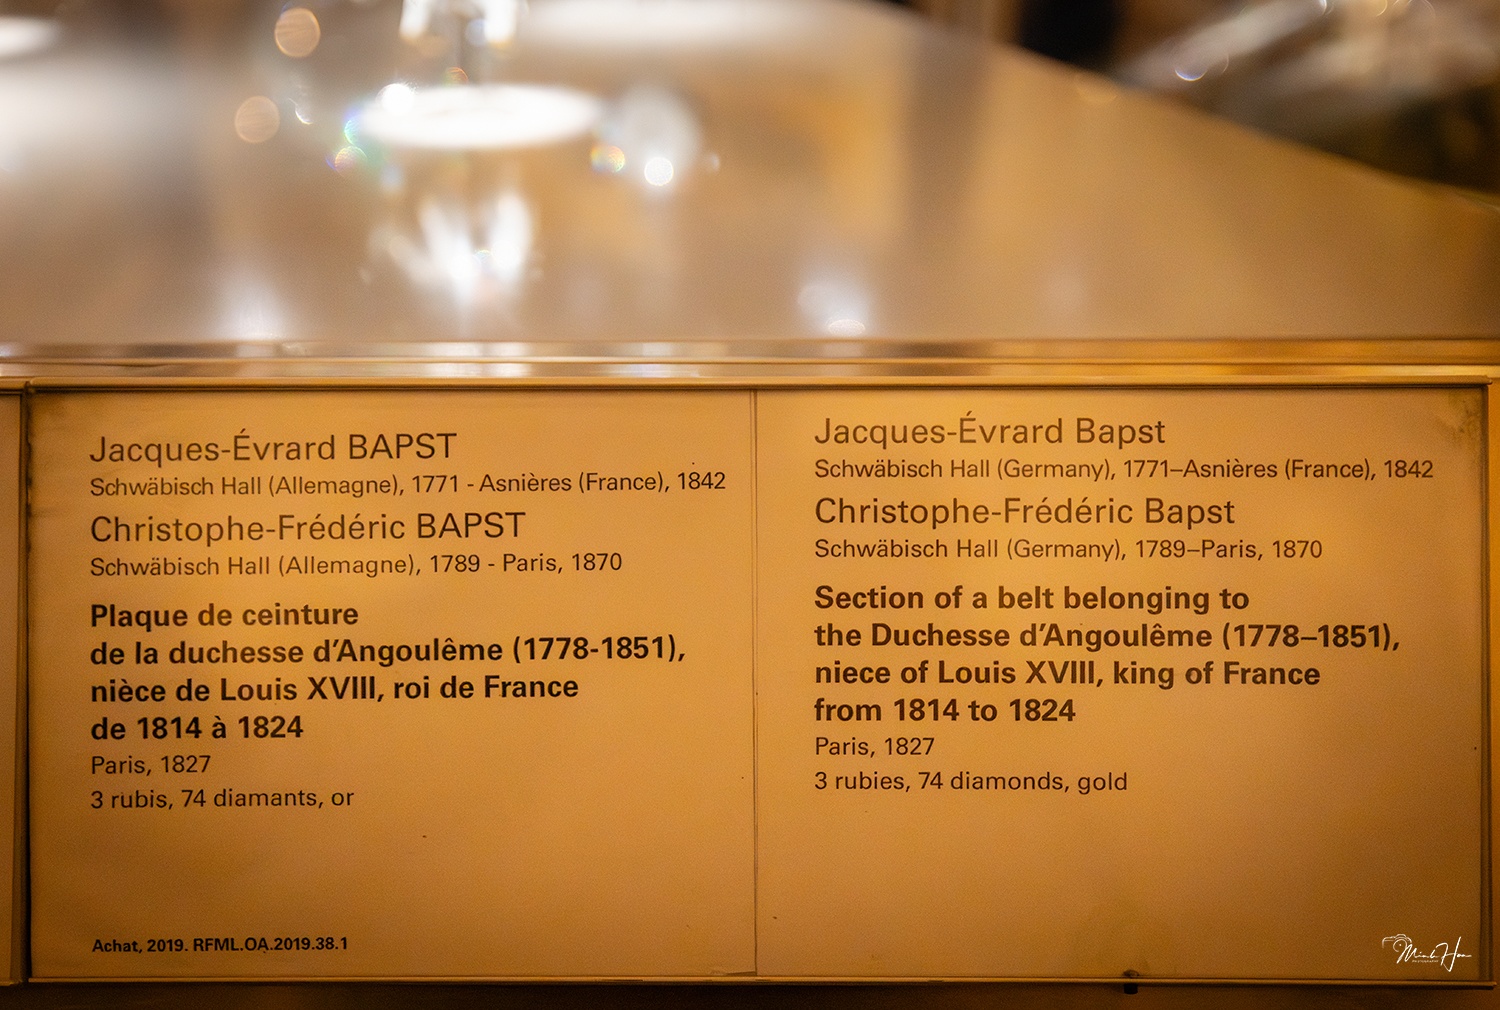 Jacques-Évrard BAPST
Schwäbisch Hall (Allemagne), 1771 - Asnières (France), 1842
Christophe-Frédéric BAPST
Schwäbisch Hall (Allemagne), 1789 - Paris, 1870
Plaque de ceinture
de la duchesse d'Angoulême (1778-1851),
nièce de Louis XVIII, roi de France
de 1814 à 1824
Paris, 1827
3 rubis, 74 diamants, or
Achat, 2019. RFML.OA.2019.38.1
Jacques-Évrard Bapst
Schwäbisch Hall (Germany), 1771–Asnières (France), 1842
Christophe-Frédéric Bapst
Schwäbisch Hall (Germany), 1789–Paris, 1870
Section of a belt belonging to
the Duchesse d'Angoulême (1778–1851),
niece of Louis XVIII, king of France
from 1814 to 1824
Paris, 1827
3 rubies, 74 diamonds, gold